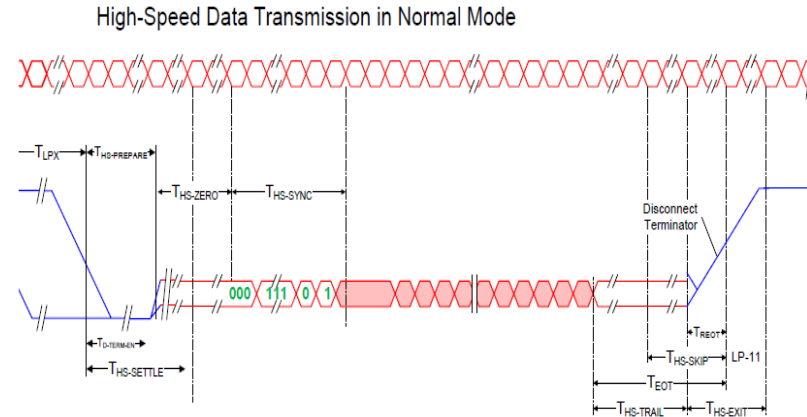 High-Speed Data Transmission in Normal Mode
TLPX
THS-PREPARE
THS-ZERO
THS-SYNC
Disconnect
Terminator
000
111
0
1
TREOT
TD-TERM-EN
THS-SKIP
LP-11
THS-SETTLE
TEOT
THS-TRAIL
THS-EXIT